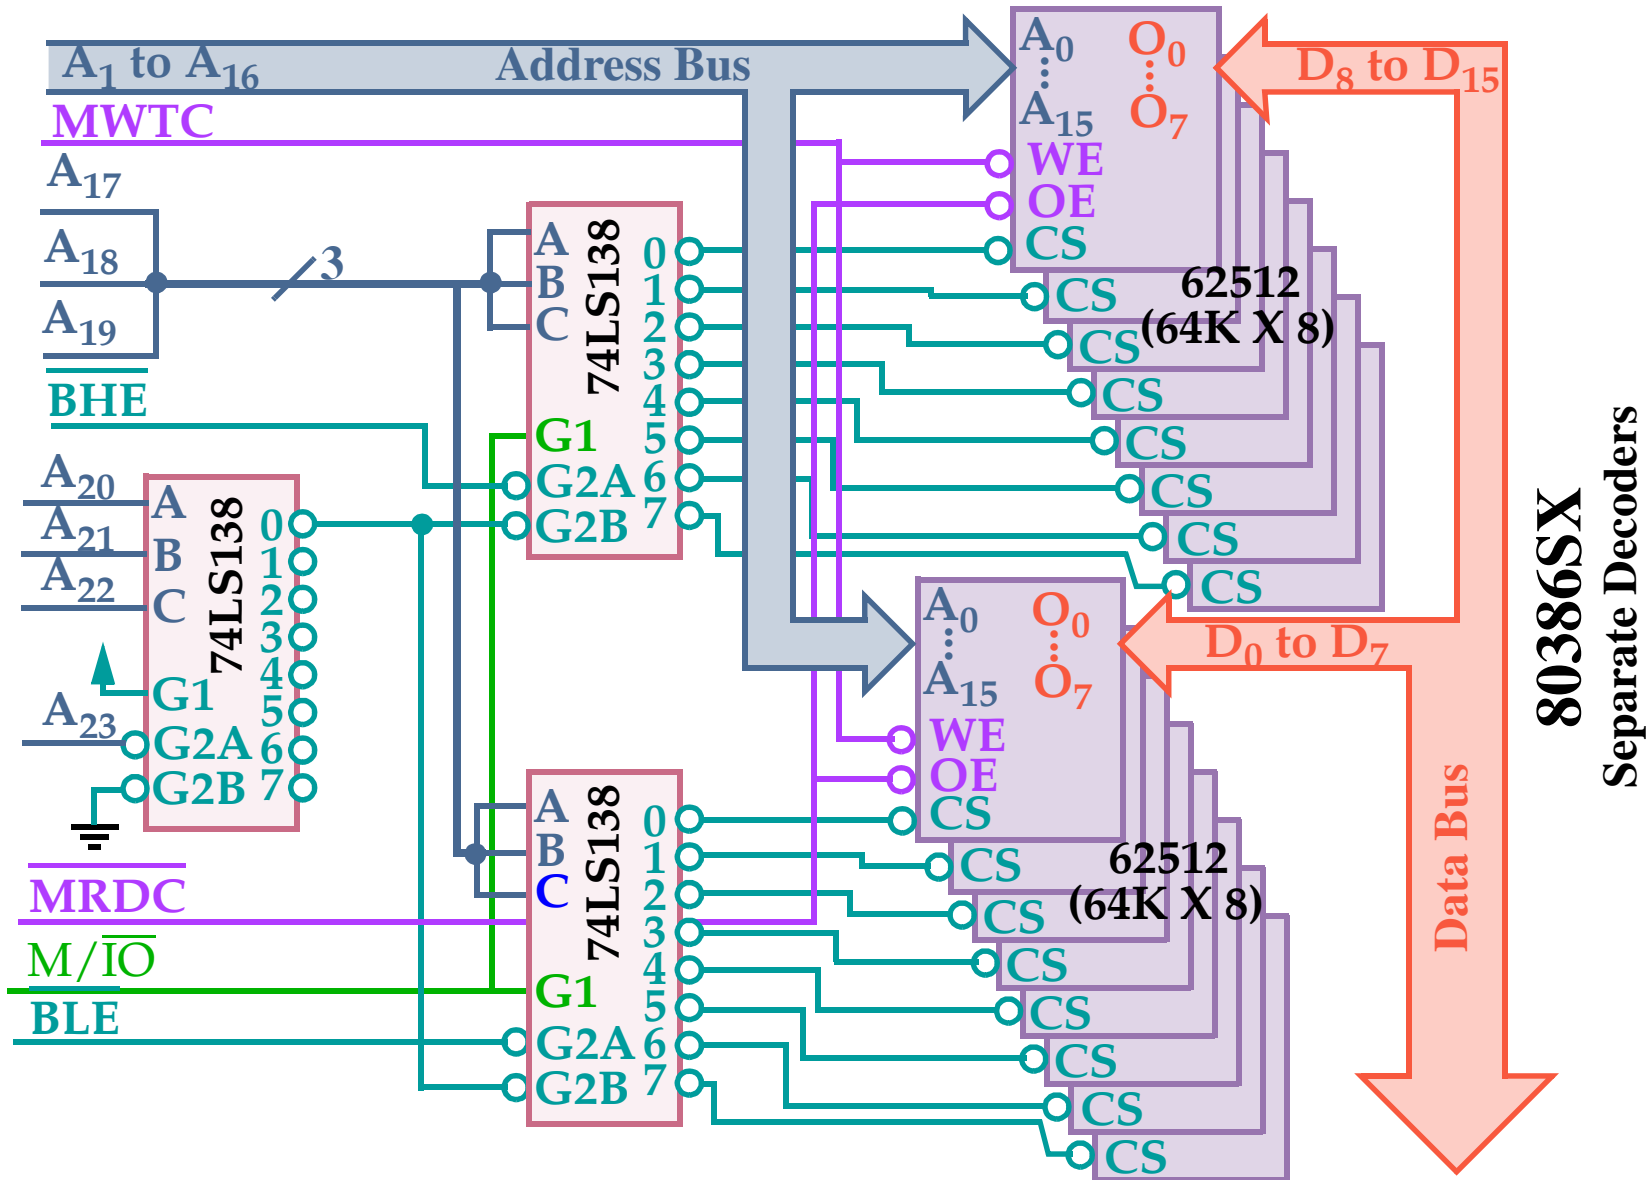 A1 to A16
Address Bus
MWTC
A17
A18
A19
3
BHE
A20
A21
A22
A23
A
B
C
G1
G2A
G2B
74LS138
0
1
2
3
4
5
6
7
MRDC
M/IO
BLE
A
B
C
G1
G2A
G2B
74LS138
0
1
2
3
4
5
6
7
A
B
C
G1
G2A
G2B
74LS138
0
1
2
3
4
5
6
7
A0
A15
O0
O7
WE
OE
CS
CS
CS
CS
CS
CS
CS
CS
62512
(64K X 8)
D8 to D15
A0
A15
O0
O7
WE
OE
CS
CS
CS
CS
CS
CS
CS
CS
62512
(64K X 8)
D0 to D7
Data Bus
80386SX
Separate Decoders